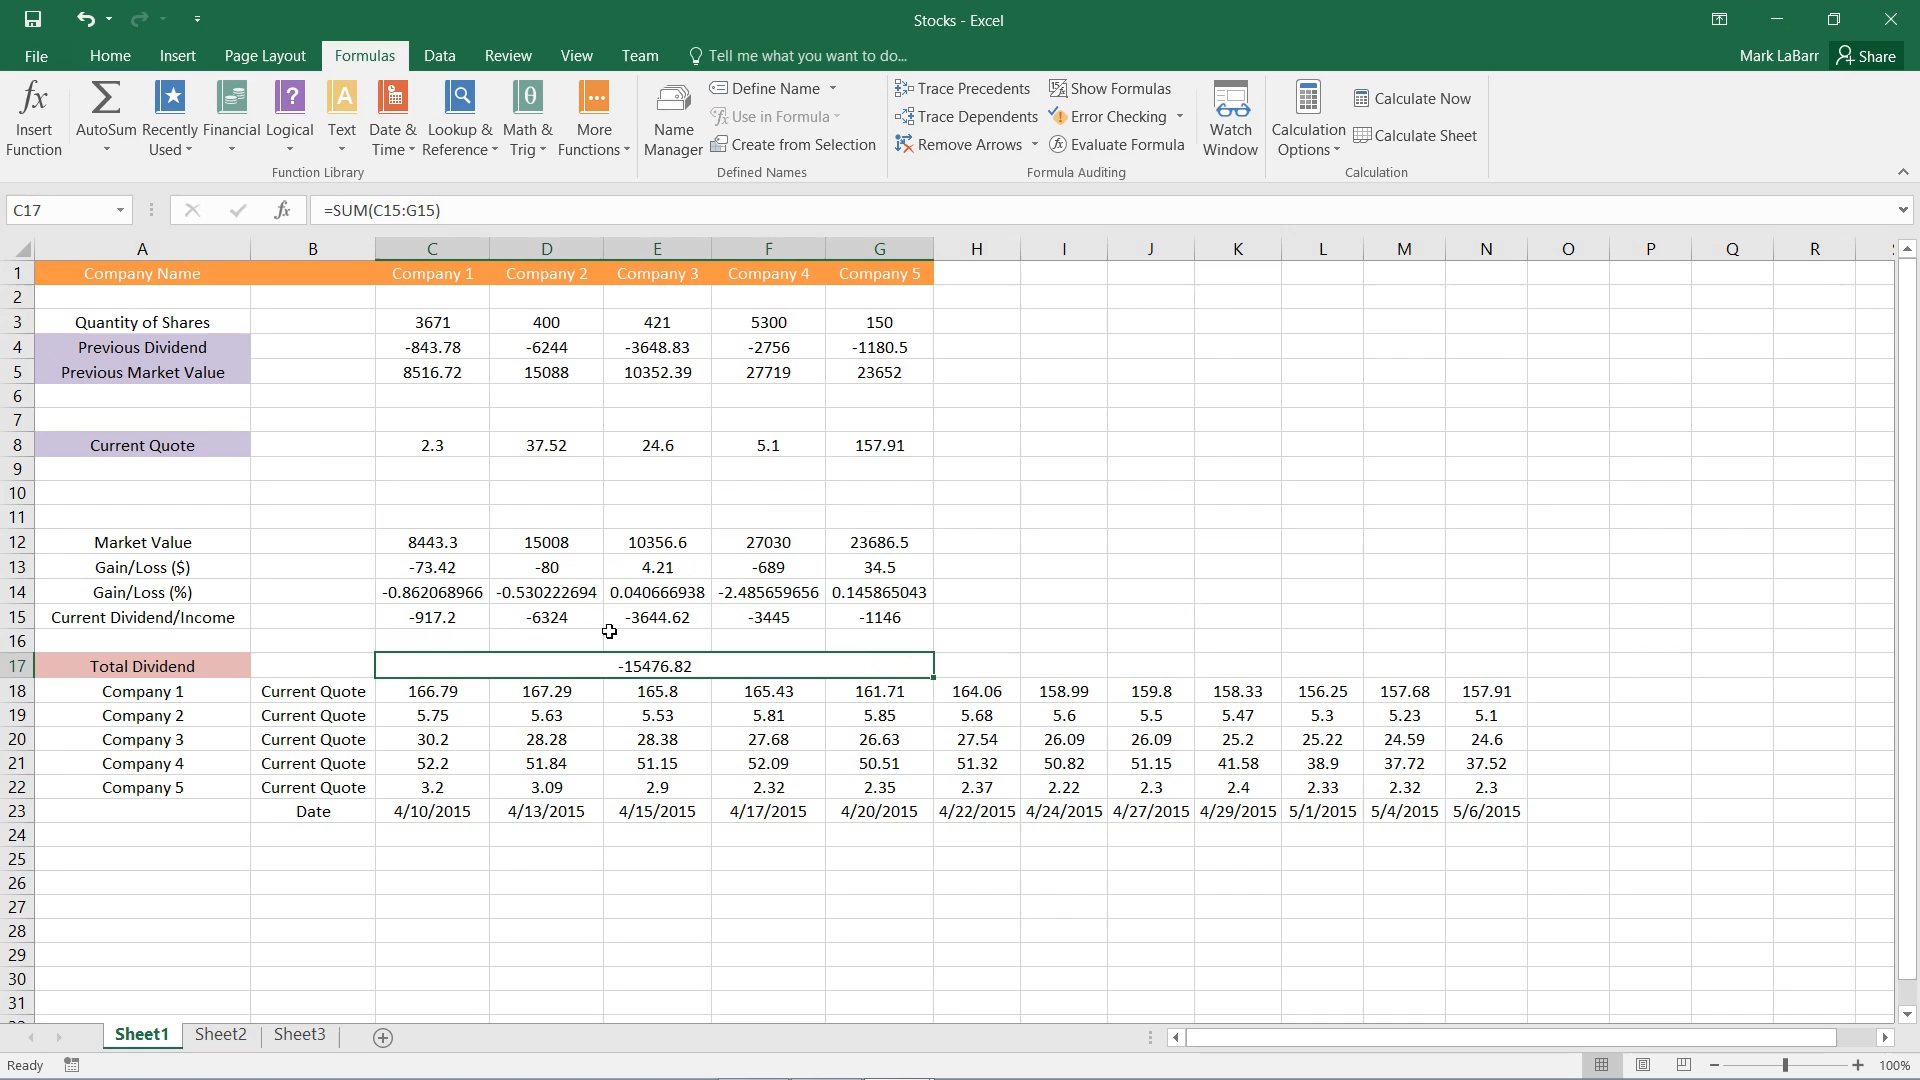 Stocks - Excel
File Home Insert Page Layout Formulas Data Review View Team Tell me what you want to do... Mark LaBarr Share
Insert Function
AutoSum
Recently Used
Financial
Logical
Text
Date & Time
Lookup & Reference
Math & Trig
More Functions
Function Library
Name Manager
Define Name
Use in Formula
Create from Selection
Defined Names
Trace Precedents
Trace Dependents
Remove Arrows
Show Formulas
Error Checking
Evaluate Formula
Formula Auditing
Watch Window
Calculation Options
Calculate Now
Calculate Sheet
Calculation
C17 fx =SUM(C15:G15)
A B C D E F G H I J K L M N O P Q R
1 Company Name Company 1 Company 2 Company 3 Company 4 Company 5
2
3 Quantity of Shares 3671 400 421 5300 150
4 Previous Dividend -843.78 -6244 -3648.83 -2756 -1180.5
5 Previous Market Value 8516.72 15088 10352.39 27719 23652
6
7
8 Current Quote 2.3 37.52 24.6 5.1 157.91
9
10
11
12 Market Value 8443.3 15008 10356.6 27030 23686.5
13 Gain/Loss ($) -73.42 -80 4.21 -689 34.5
14 Gain/Loss (%) -0.862068966 -0.530222694 0.040666938 -2.485659656 0.145865043
15 Current Dividend/Income -917.2 -6324 -3644.62 -3445 -1146
16
17 Total Dividend -15476.82
18 Company 1 Current Quote 166.79 167.29 165.8 165.43 161.71 164.06 158.99 159.8 158.33 156.25 157.68 157.91
19 Company 2 Current Quote 5.75 5.63 5.53 5.81 5.85 5.68 5.6 5.5 5.47 5.3 5.23 5.1
20 Company 3 Current Quote 30.2 28.28 28.38 27.68 26.63 27.54 26.09 26.09 25.2 25.22 24.59 24.6
21 Company 4 Current Quote 52.2 51.84 51.15 52.09 50.51 51.32 50.82 51.15 41.58 38.9 37.72 37.52
22 Company 5 Current Quote 3.2 3.09 2.9 2.32 2.35 2.37 2.22 2.3 2.4 2.33 2.32 2.3
23 Date 4/10/2015 4/13/2015 4/15/2015 4/17/2015 4/20/2015 4/22/2015 4/24/2015 4/27/2015 4/29/2015 5/1/2015 5/4/2015 5/6/2015
24
25
26
27
28
29
30
31
Sheet1 Sheet2 Sheet3
Ready 100%